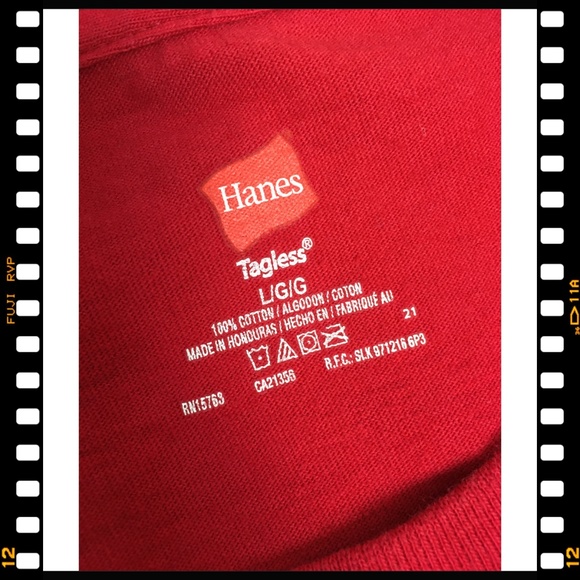 Hanes
Tagless®
L/G/G
100% COTTON / ALGODON / COTON
MADE IN HONDURAS / HECHO EN / FABRIQUÉ AU
21
RN15763
CA21356
R.F.C.: SLK 971216 6P3
FUJI RVP
12
11A
12